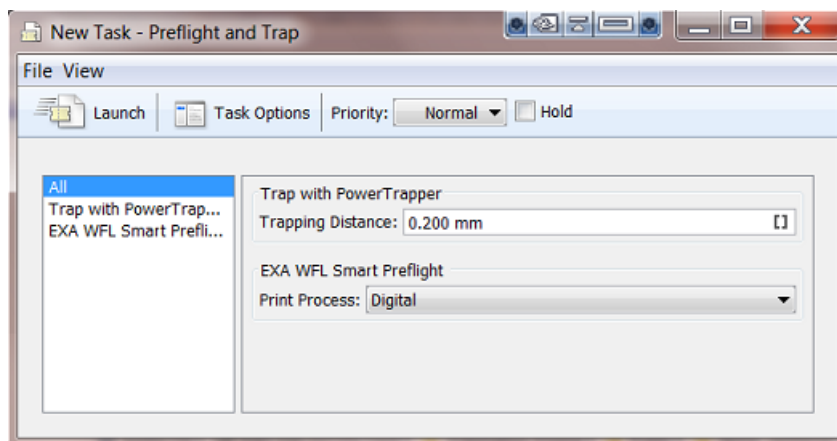 New Task - Preflight and Trap
File View
Launch Task Options Priority: Normal Hold
All
Trap with PowerTrap...
EXA WFL Smart Prefli...
Trap with PowerTrapper
Trapping Distance: 0.200 mm []
EXA WFL Smart Preflight
Print Process: Digital